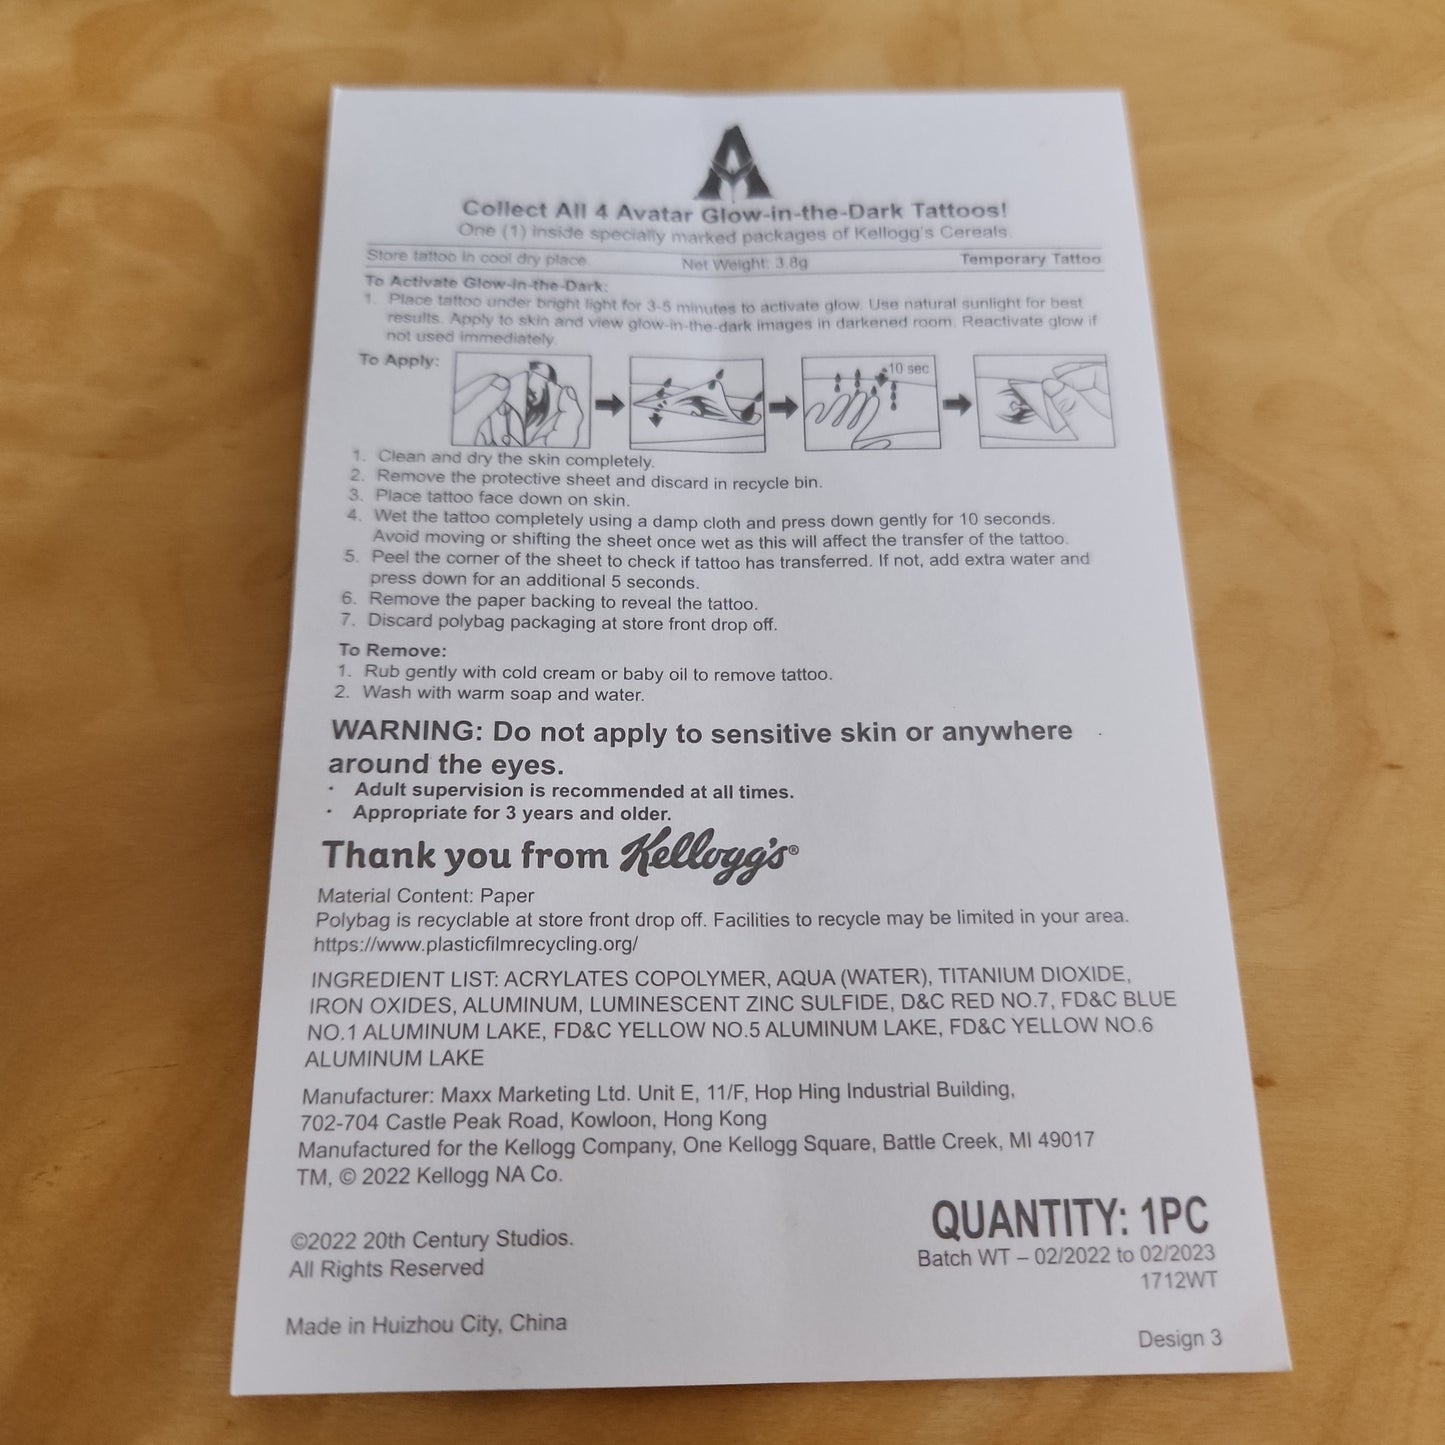 Collect All 4 Avatar Glow-in-the-Dark Tattoos!
One (1) inside specially marked packages of Kellogg's Cereals.
Store tattoo in cool dry place. Net Weight: 3.8g Temporary Tattoo
To Activate Glow-in-the-Dark:
1. Place tattoo under bright light for 3-5 minutes to activate glow. Use natural sunlight for best
results. Apply to skin and view glow-in-the-dark images in darkened room. Reactivate glow if
not used immediately.
To Apply:
10 sec
1. Clean and dry the skin completely.
2. Remove the protective sheet and discard in recycle bin.
3. Place tattoo face down on skin.
4. Wet the tattoo completely using a damp cloth and press down gently for 10 seconds.
Avoid moving or shifting the sheet once wet as this will affect the transfer of the tattoo.
5. Peel the corner of the sheet to check if tattoo has transferred. If not, add extra water and
press down for an additional 5 seconds.
6. Remove the paper backing to reveal the tattoo.
7. Discard polybag packaging at store front drop off.
To Remove:
1. Rub gently with cold cream or baby oil to remove tattoo.
2. Wash with warm soap and water.
WARNING: Do not apply to sensitive skin or anywhere
around the eyes.
· Adult supervision is recommended at all times.
· Appropriate for 3 years and older.
Thank you from Kellogg's®
Material Content: Paper
Polybag is recyclable at store front drop off. Facilities to recycle may be limited in your area.
https://www.plasticfilmrecycling.org/
INGREDIENT LIST: ACRYLATES COPOLYMER, AQUA (WATER), TITANIUM DIOXIDE,
IRON OXIDES, ALUMINUM, LUMINESCENT ZINC SULFIDE, D&C RED NO.7, FD&C BLUE
NO.1 ALUMINUM LAKE, FD&C YELLOW NO.5 ALUMINUM LAKE, FD&C YELLOW NO.6
ALUMINUM LAKE
Manufacturer: Maxx Marketing Ltd. Unit E, 11/F, Hop Hing Industrial Building,
702-704 Castle Peak Road, Kowloon, Hong Kong
Manufactured for the Kellogg Company, One Kellogg Square, Battle Creek, MI 49017
TM, © 2022 Kellogg NA Co.
©2022 20th Century Studios.
All Rights Reserved
Made in Huizhou City, China
QUANTITY: 1PC
Batch WT – 02/2022 to 02/2023
1712WT
Design 3